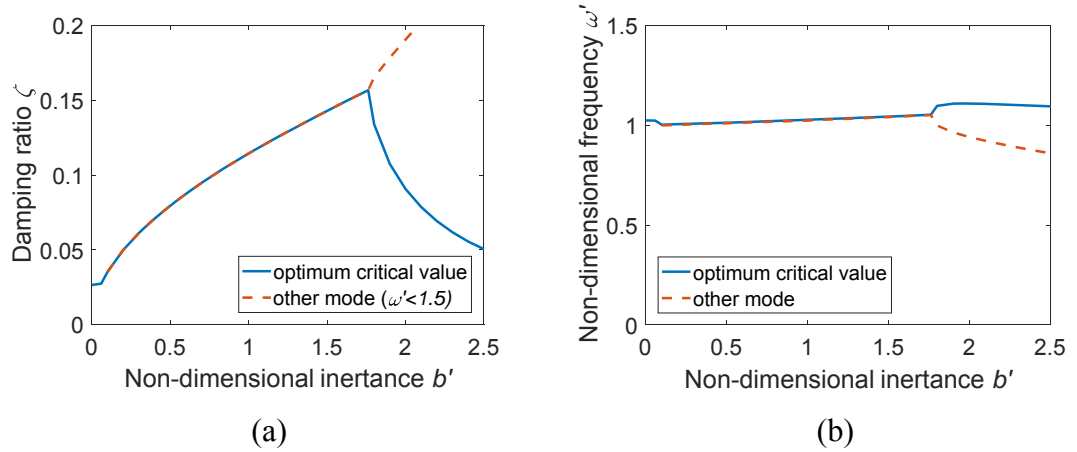 0.2
0.15
0.1
0.05
0
Damping ratio ζ
optimum critical value
other mode (ω'<1.5)
0 0.5 1 1.5 2 2.5
Non-dimensional inertance b'
(a)
1.5
1
0.5
0
Non-dimensional frequency ω'
optimum critical value
other mode
0 0.5 1 1.5 2 2.5
Non-dimensional inertance b'
(b)